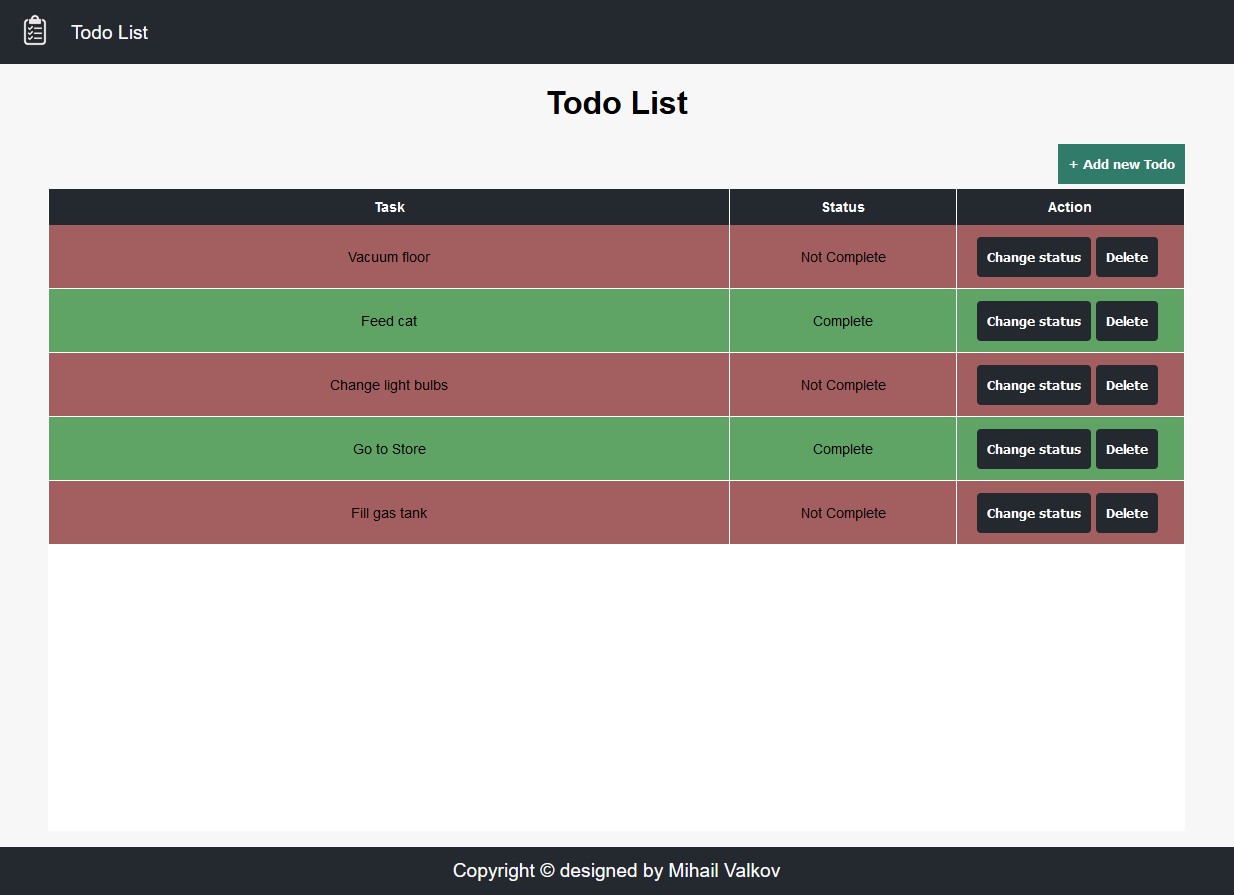 Todo List
Todo List
+ Add new Todo
Task Status Action
Vacuum floor Not Complete Change status Delete
Feed cat Complete Change status Delete
Change light bulbs Not Complete Change status Delete
Go to Store Complete Change status Delete
Fill gas tank Not Complete Change status Delete
Copyright © designed by Mihail Valkov